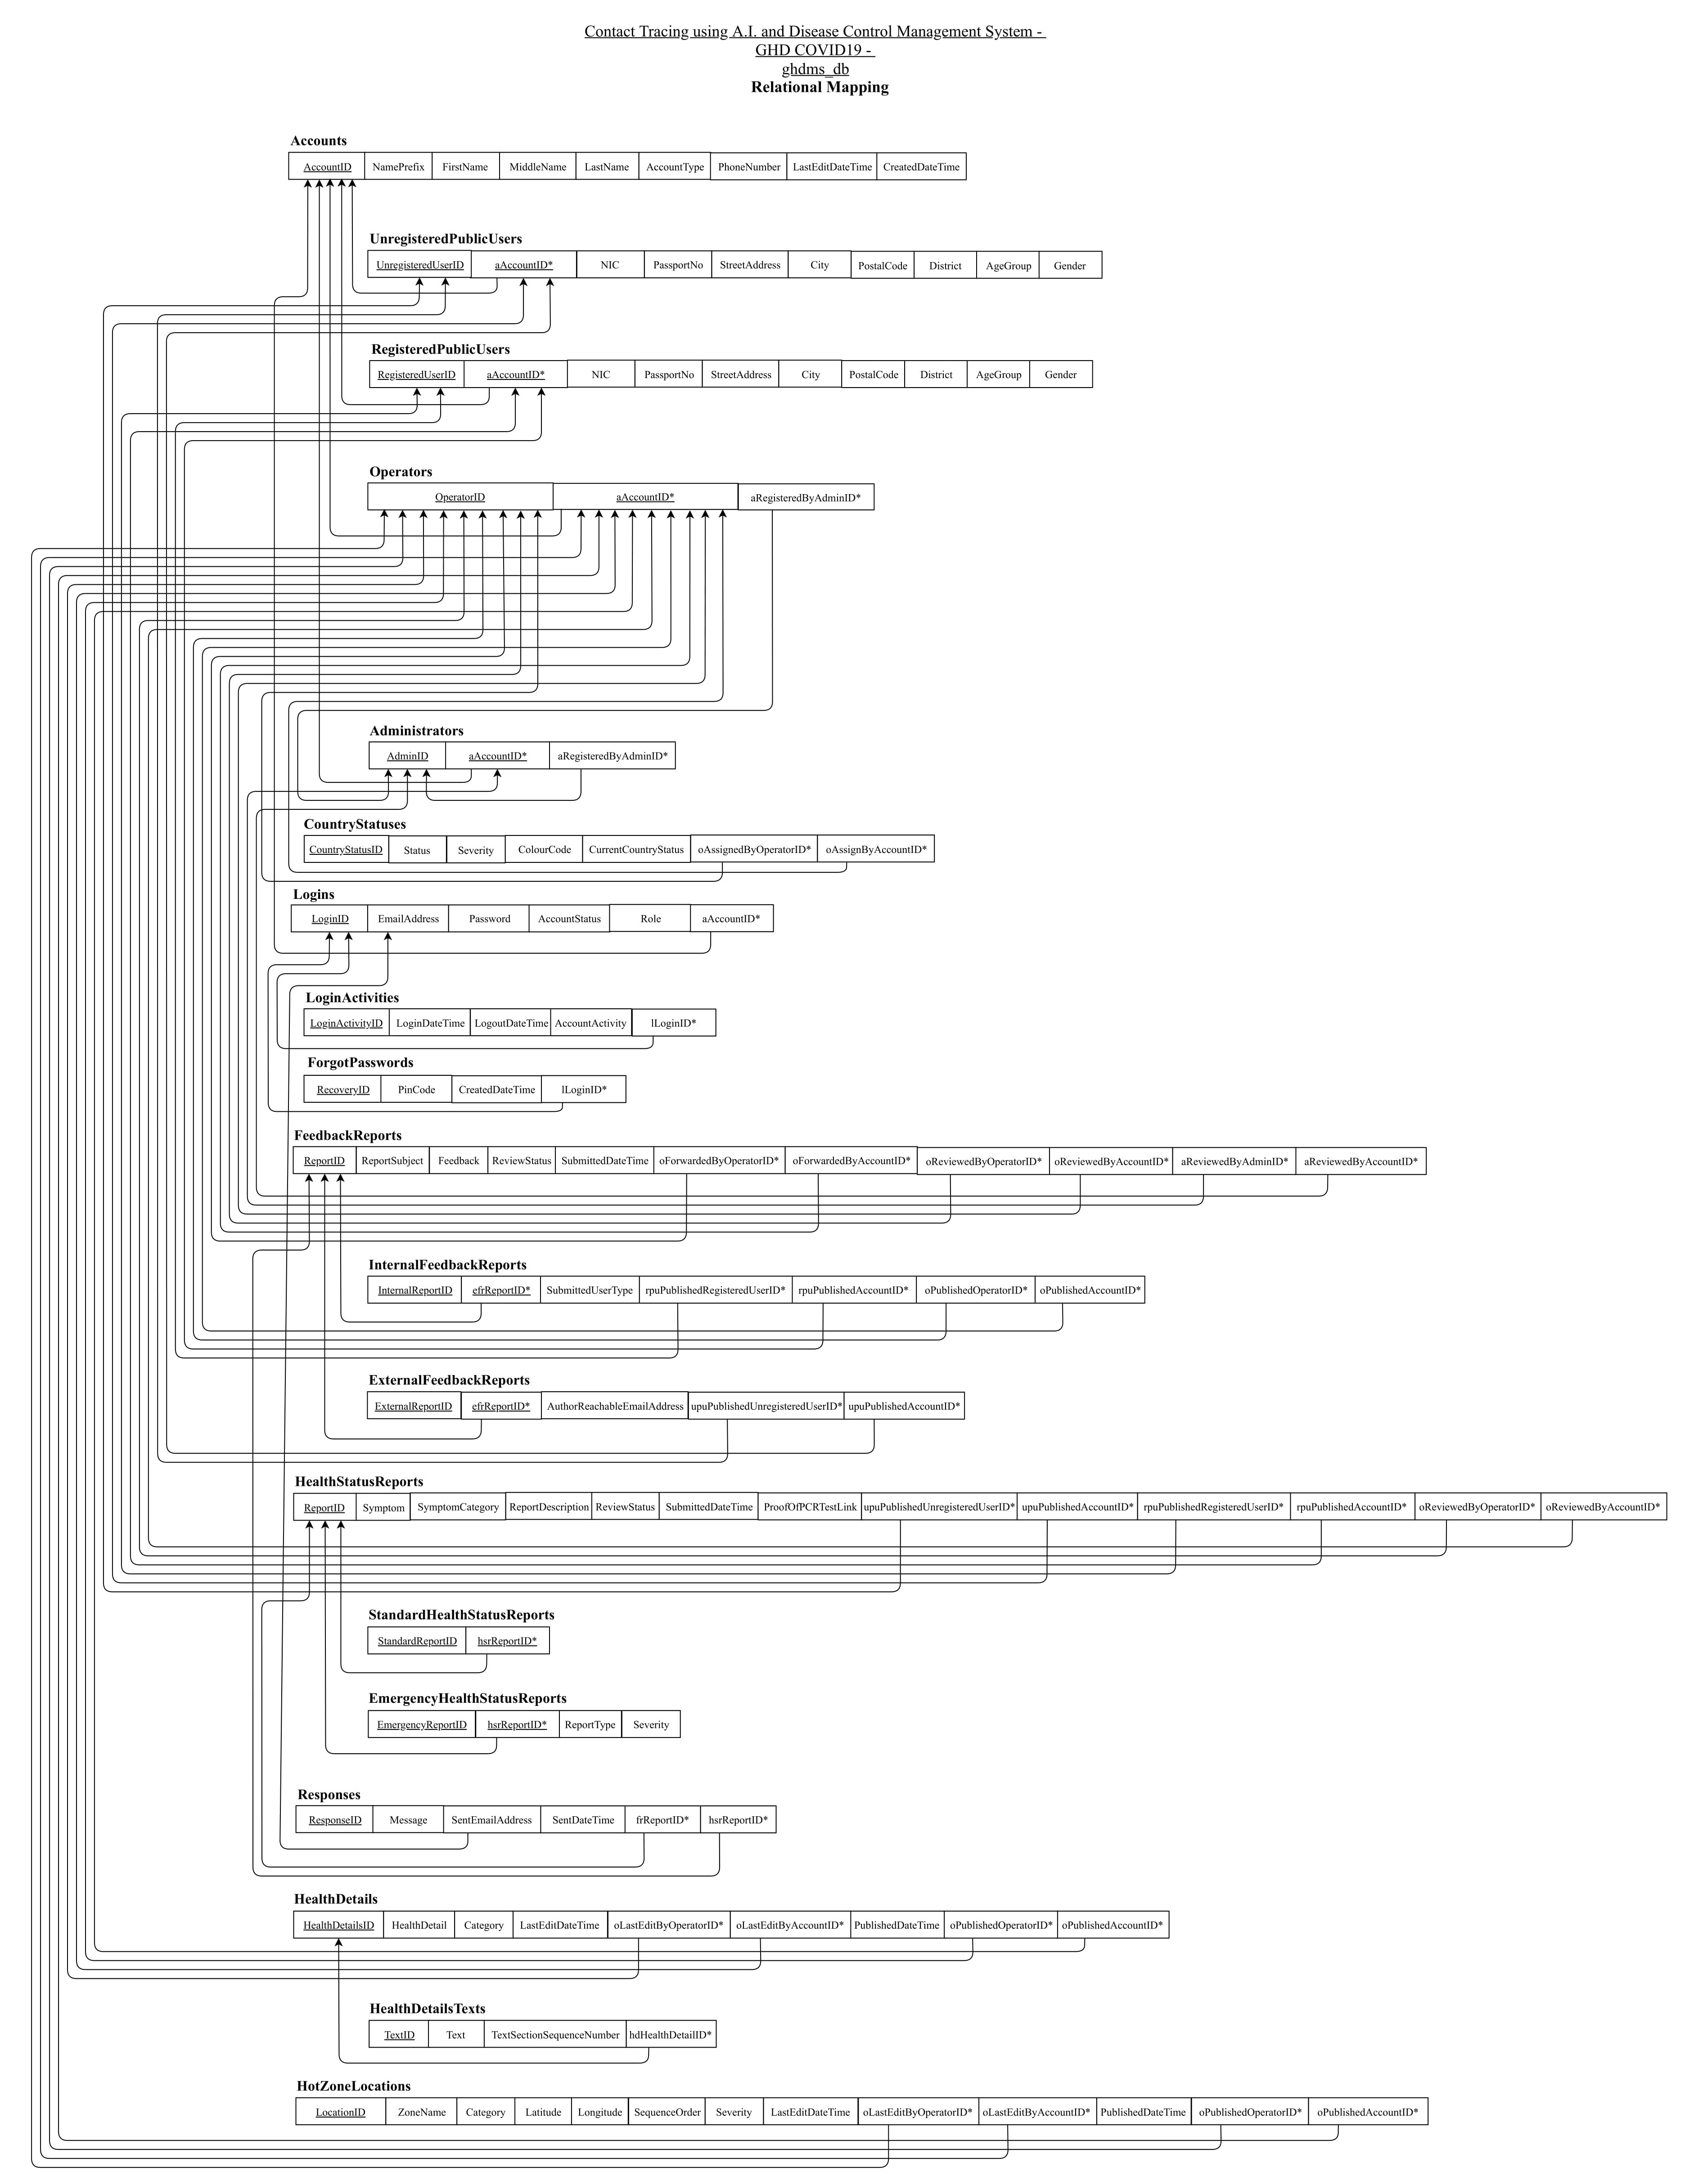 Contact Tracing using A.I. and Disease Control Management System -
GHD COVID19 -
ghdms_db
Relational Mapping
Accounts
AccountID NamePrefix FirstName MiddleName LastName AccountType PhoneNumber LastEditDateTime CreatedDateTime
UnregisteredPublicUsers
UnregisteredUserID aAccountID* NIC PassportNo StreetAddress City PostalCode District AgeGroup Gender
RegisteredPublicUsers
RegisteredUserID aAccountID* NIC PassportNo StreetAddress City PostalCode District AgeGroup Gender
Operators
OperatorID aAccountID* aRegisteredByAdminID*
Administrators
AdminID aAccountID* aRegisteredByAdminID*
CountryStatuses
CountryStatusID Status Severity ColourCode CurrentCountryStatus oAssignedByOperatorID* oAssignByAccountID*
Logins
LoginID EmailAddress Password AccountStatus Role aAccountID*
LoginActivities
LoginActivityID LoginDateTime LogoutDateTime AccountActivity lLoginID*
ForgotPasswords
RecoveryID PinCode CreatedDateTime lLoginID*
FeedbackReports
ReportID ReportSubject Feedback ReviewStatus SubmittedDateTime oForwardedByOperatorID* oForwardedByAccountID* oReviewedByOperatorID* oReviewedByAccountID* aReviewedByAdminID* aReviewedByAccountID*
InternalFeedbackReports
InternalReportID efrReportID* SubmittedUserType rpuPublishedRegisteredUserID* rpuPublishedAccountID* oPublishedOperatorID* oPublishedAccountID*
ExternalFeedbackReports
ExternalReportID efrReportID* AuthorReachableEmailAddress upuPublishedUnregisteredUserID* upuPublishedAccountID*
HealthStatusReports
ReportID Symptom SymptomCategory ReportDescription ReviewStatus SubmittedDateTime ProofOfPCRTestLink upuPublishedUnregisteredUserID* upuPublishedAccountID* rpuPublishedRegisteredUserID* rpuPublishedAccountID* oReviewedByOperatorID* oReviewedByAccountID*
StandardHealthStatusReports
StandardReportID hsrReportID*
EmergencyHealthStatusReports
EmergencyReportID hsrReportID* ReportType Severity
Responses
ResponseID Message SentEmailAddress SentDateTime frReportID* hsrReportID*
HealthDetails
HealthDetailsID HealthDetail Category LastEditDateTime oLastEditByOperatorID* oLastEditByAccountID* PublishedDateTime oPublishedOperatorID* oPublishedAccountID*
HealthDetailsTexts
TextID Text TextSectionSequenceNumber hdHealthDetailID*
HotZoneLocations
LocationID ZoneName Category Latitude Longitude SequenceOrder Severity LastEditDateTime oLastEditByOperatorID* oLastEditByAccountID* PublishedDateTime oPublishedOperatorID* oPublishedAccountID*